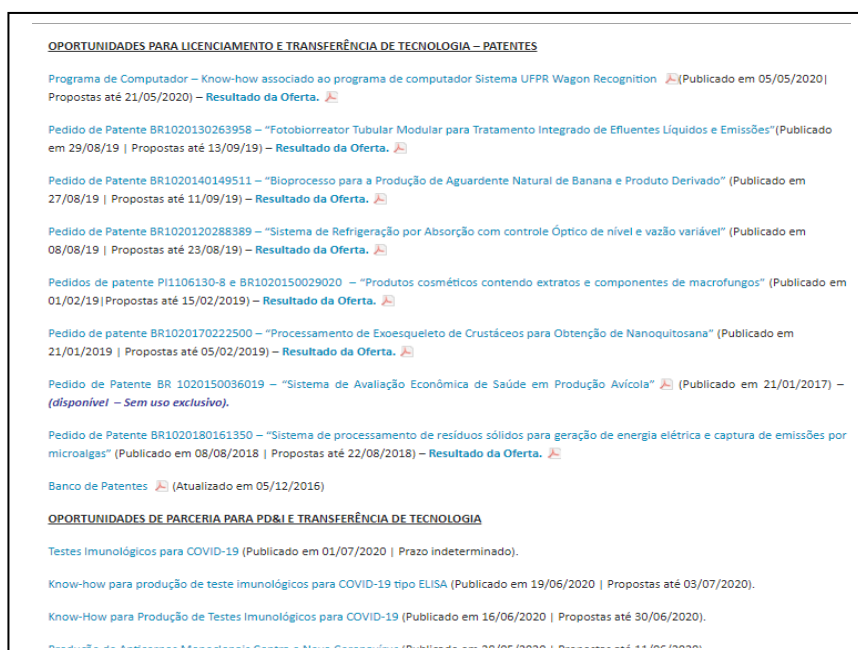 OPORTUNIDADES PARA LICENCIAMENTO E TRANSFERÊNCIA DE TECNOLOGIA – PATENTES
Programa de Computador – Know-how associado ao programa de computador Sistema UFPR Wagon Recognition (Publicado em 05/05/2020|
Propostas até 21/05/2020) – Resultado da Oferta.
Pedido de Patente BR1020130263958 – “Fotobiorreator Tubular Modular para Tratamento Integrado de Efluentes Líquidos e Emissões”(Publicado
em 29/08/19 | Propostas até 13/09/19) – Resultado da Oferta.
Pedido de Patente BR1020140149511 – “Bioprocesso para a Produção de Aguardente Natural de Banana e Produto Derivado” (Publicado em
27/08/19 | Propostas até 11/09/19) – Resultado da Oferta.
Pedido de Patente BR1020120288389 – “Sistema de Refrigeração por Absorção com controle Óptico de nível e vazão variável” (Publicado em
08/08/19 | Propostas até 23/08/19) – Resultado da Oferta.
Pedidos de patente PI1106130-8 e BR1020150029020 – “Produtos cosméticos contendo extratos e componentes de macrofungos” (Publicado em
01/02/19|Propostas até 15/02/2019) – Resultado da Oferta.
Pedido de patente BR1020170222500 – “Processamento de Exoesqueleto de Crustáceos para Obtenção de Nanoquitosana” (Publicado em
21/01/2019 | Propostas até 05/02/2019) – Resultado da Oferta.
Pedido de Patente BR 1020150036019 – “Sistema de Avaliação Econômica de Saúde em Produção Avícola” (Publicado em 21/01/2017) –
(disponível – Sem uso exclusivo).
Pedido de Patente BR1020180161350 – “Sistema de processamento de resíduos sólidos para geração de energia elétrica e captura de emissões por
microalgas” (Publicado em 08/08/2018 | Propostas até 22/08/2018) – Resultado da Oferta.
Banco de Patentes (Atualizado em 05/12/2016)
OPORTUNIDADES DE PARCERIA PARA PD&I E TRANSFERÊNCIA DE TECNOLOGIA
Testes Imunológicos para COVID-19 (Publicado em 01/07/2020 | Prazo indeterminado).
Know-how para produção de teste imunológicos para COVID-19 tipo ELISA (Publicado em 19/06/2020 | Propostas até 03/07/2020).
Know-How para Produção de Testes Imunológicos para COVID-19 (Publicado em 16/06/2020 | Propostas até 30/06/2020).